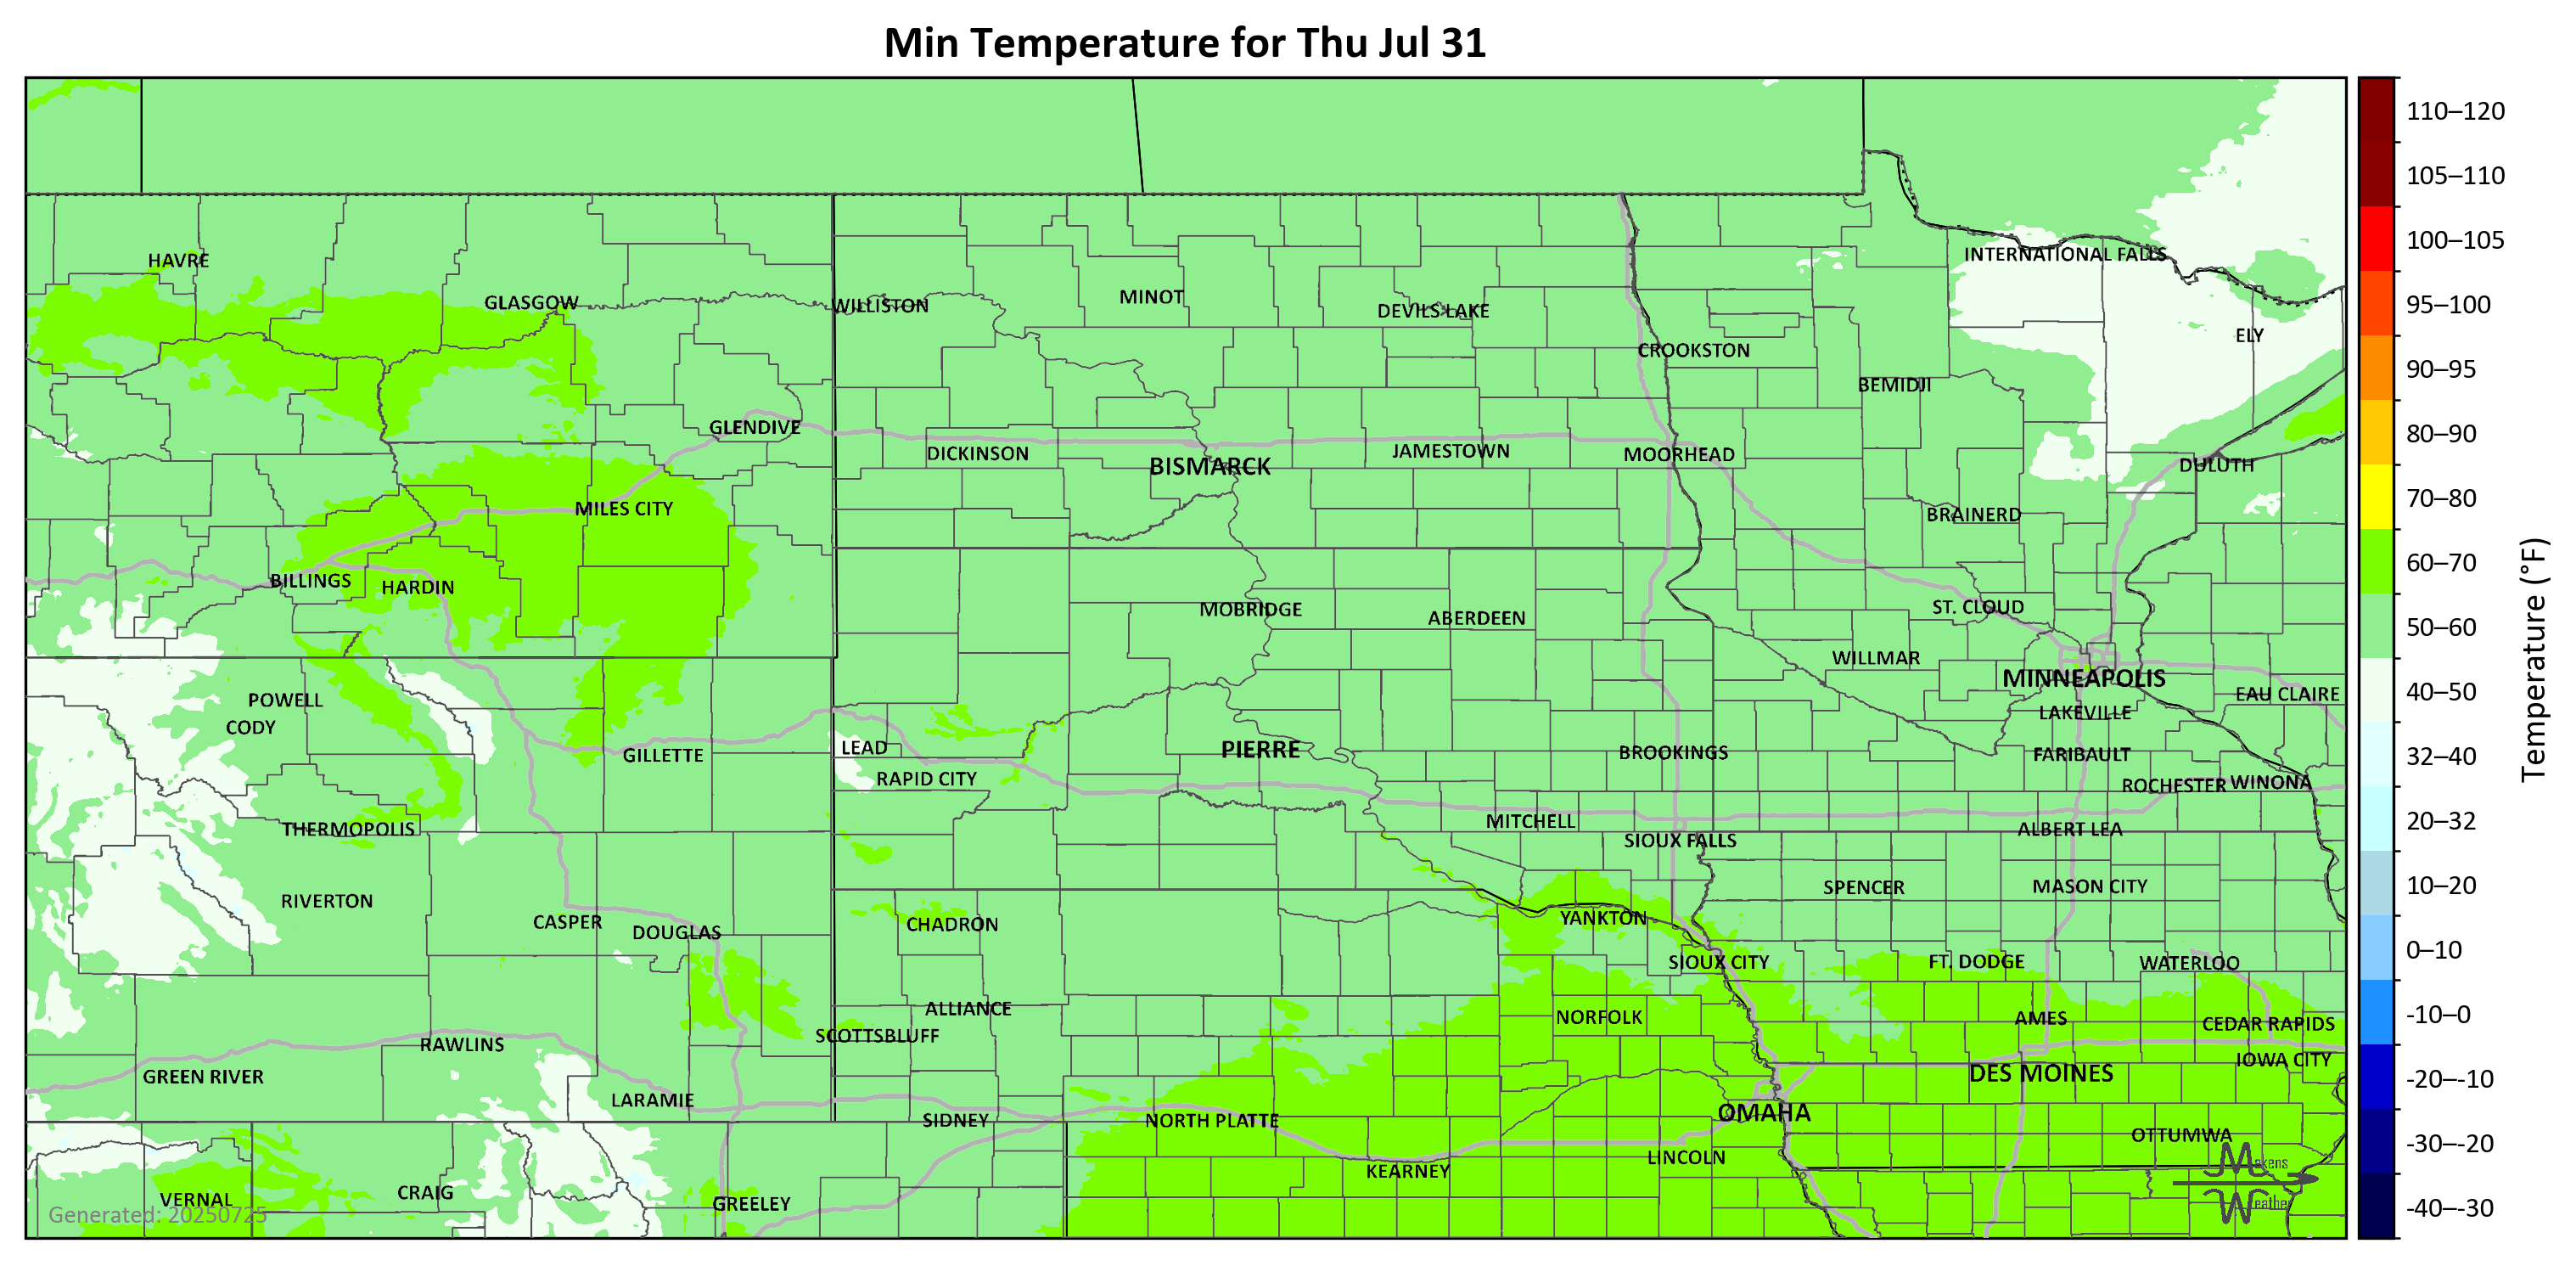 Min Temperature for Thu Jul 31
110–120
105–110
100–105
95–100
90–95
80–90
70–80
60–70
50–60
40–50
32–40
20–32
10–20
0–10
-10–0
-20–-10
-30–-20
-40–-30
Temperature (°F)
HAVRE
INTERNATIONAL FALLS
GLASGOW
WILLISTON
MINOT
DEVILS LAKE
ELY
CROOKSTON
BEMIDJI
GLENDIVE
DICKINSON
BISMARCK
JAMESTOWN
MOORHEAD
DULUTH
MILES CITY
BRAINERD
BILLINGS
HARDIN
MOBRIDGE
ABERDEEN
ST. CLOUD
WILLMAR
MINNEAPOLIS
POWELL
EAU CLAIRE
CODY
LAKEVILLE
GILLETTE
LEAD
PIERRE
BROOKINGS
FARIBAULT
RAPID CITY
ROCHESTER
WINONA
THERMOPOLIS
MITCHELL
ALBERT LEA
SIOUX FALLS
RIVERTON
SPENCER
MASON CITY
CASPER
DOUGLAS
CHADRON
YANKTON
SIOUX CITY
FT. DODGE
WATERLOO
ALLIANCE
NORFOLK
AMES
CEDAR RAPIDS
SCOTTSBLUFF
RAWLINS
IOWA CITY
GREEN RIVER
DES MOINES
LARAMIE
SIDNEY
NORTH PLATTE
OMAHA
OTTUMWA
KEARNEY
LINCOLN
VERNAL
CRAIG
GREELEY
Makens
Weather
Generated: 20250725